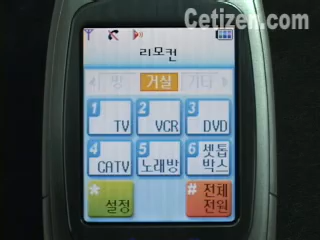 Cetizen.com
리모컨
방 거실 기타
1 TV
2 VCR
3 DVD
4 CATV
5 노래방
6 셋톱
박스
* 설정
# 전체
전원